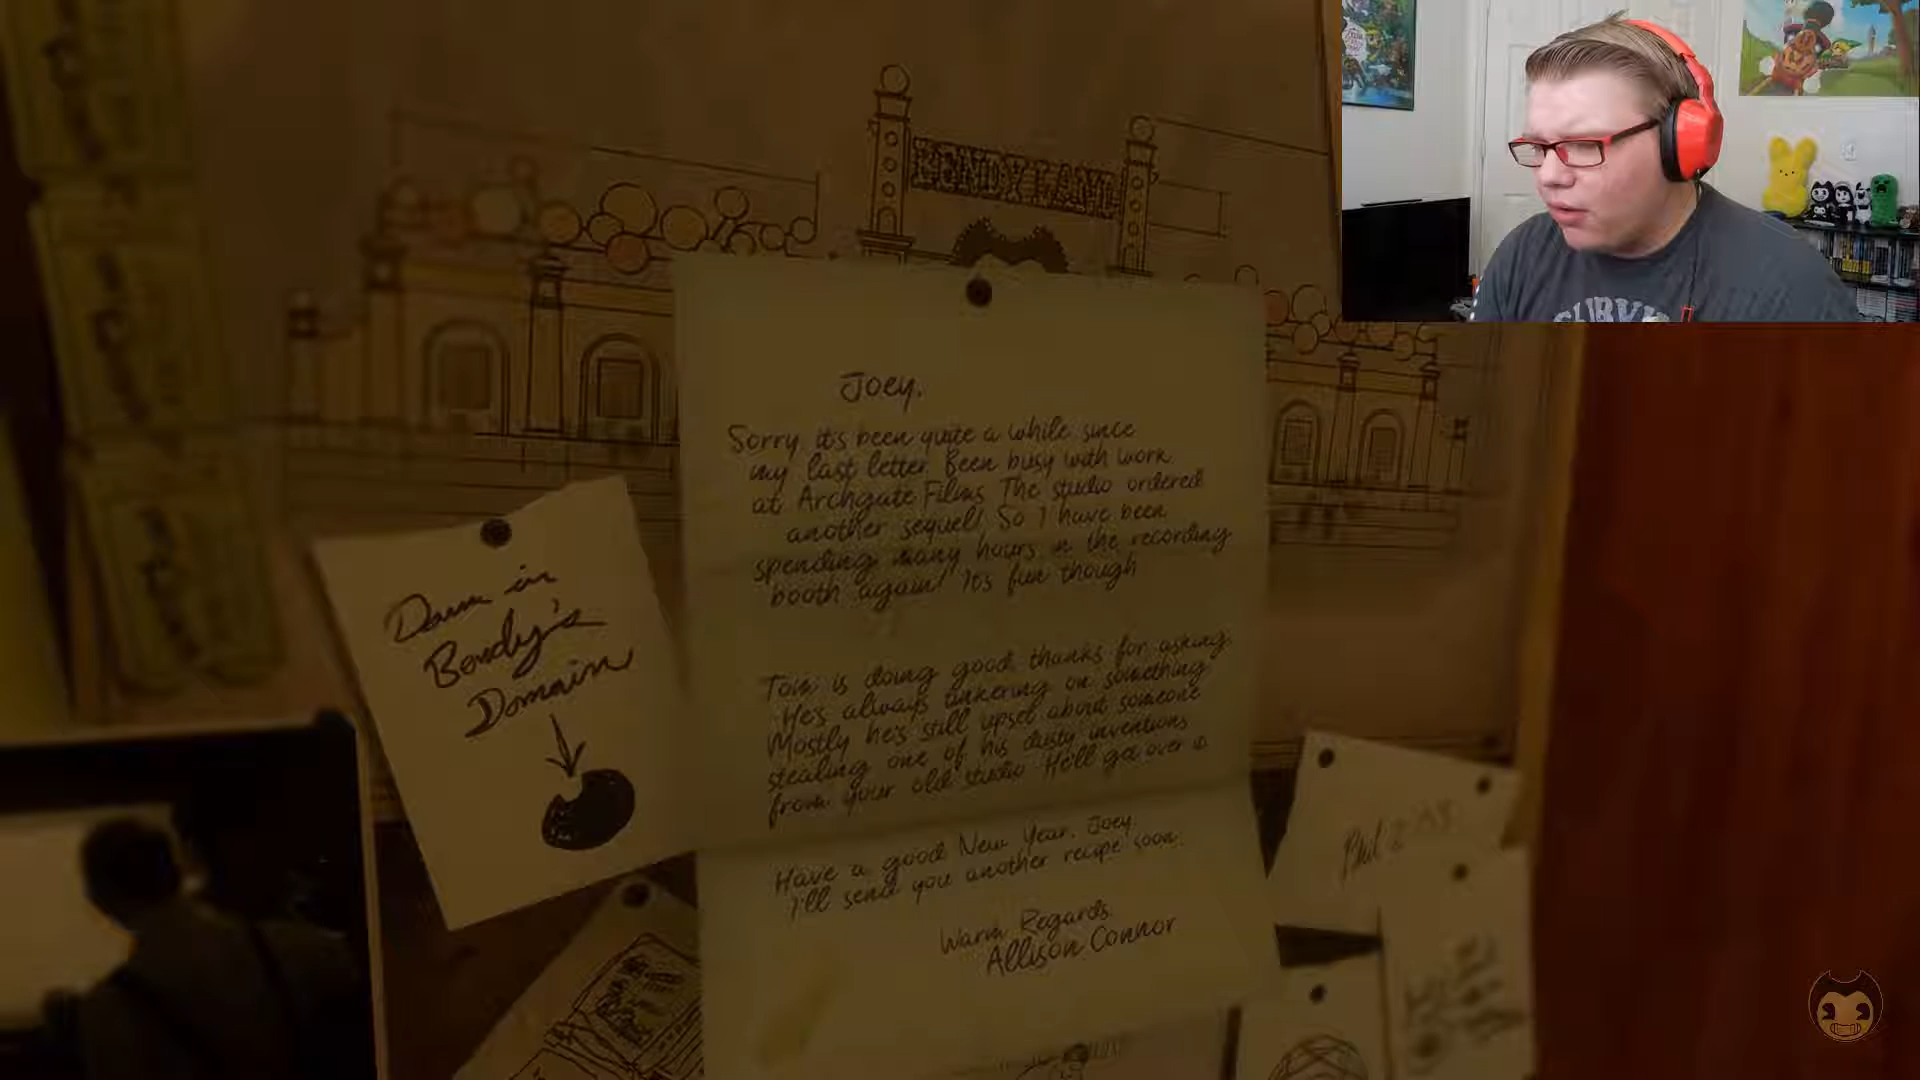 BENDY LAND
Joey,
Sorry it's been quite a while since
my last letter. Been busy with work
at Archgate Films. The studio ordered
another sequel! So I have been
spending many hours in the recording
booth again! It's fun though
Tom is doing good, thanks for asking.
He's always tinkering on something
Mostly he's still upset about someone
stealing one of his dusty inventions
from your old studio. He'll get over it
Have a good New Year, Joey.
I'll send you another recipe soon.
Warm Regards,
Allison Connor
Down in
Bendy's
Domain